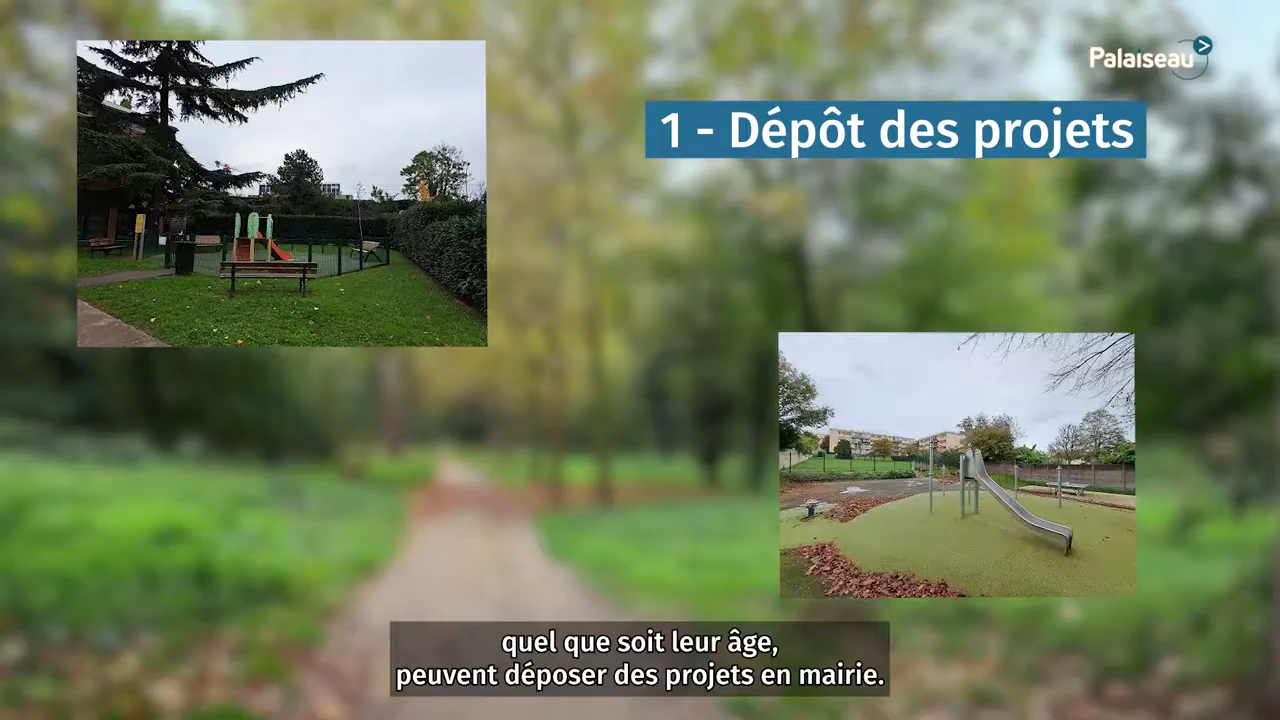 Palaiseau
1 - Dépôt des projets
quel que soit leur âge,
peuvent déposer des projets en mairie.